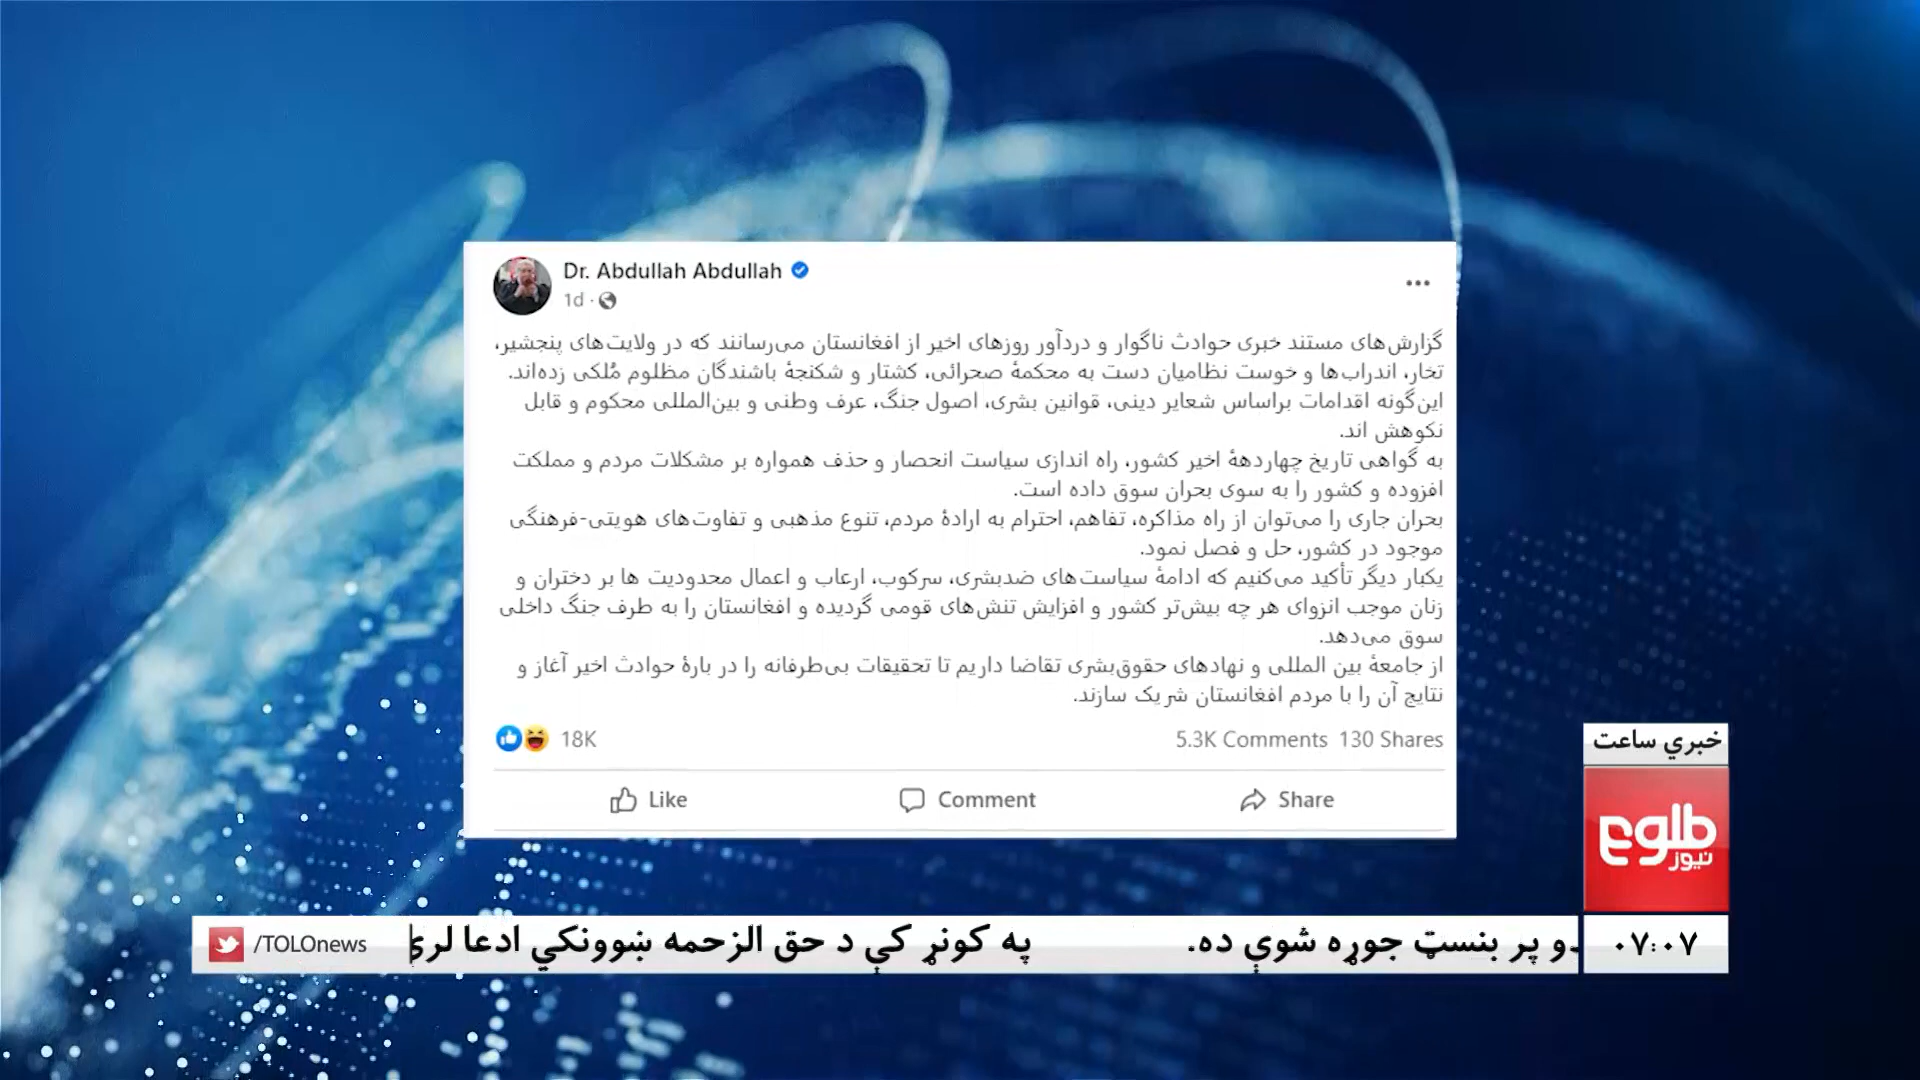 Dr. Abdullah Abdullah
1d
گزارش‌های مستند خبری حوادث ناگوار و دردآور روزهای اخیر از افغانستان می‌رسانند که در ولایت‌های پنجشیر،
تخار، اندراب‌ها و خوست نظامیان دست به محکمهٔ صحرائی، کشتار و شکنجهٔ باشندگان مظلوم مُلکی زده‌اند.
این‌گونه اقدامات براساس شعایر دینی، قوانین بشری، اصول جنگ، عرف وطنی و بین‌المللی محکوم و قابل
نکوهش اند.
به گواهی تاریخ چهاردههٔ اخیر کشور، راه اندازی سیاست انحصار و حذف همواره بر مشکلات مردم و مملکت
افزوده و کشور را به سوی بحران سوق داده است.
بحران جاری را می‌توان از راه مذاکره، تفاهم، احترام به ارادهٔ مردم، تنوع مذهبی و تفاوت‌های هویتی-فرهنگی
موجود در کشور، حل و فصل نمود.
یکبار دیگر تأکید می‌کنیم که ادامهٔ سیاست‌های ضدبشری، سرکوب، ارعاب و اعمال محدودیت ها بر دختران و
زنان موجب انزوای هر چه بیش‌تر کشور و افزایش تنش‌های قومی گردیده و افغانستان را به طرف جنگ داخلی
سوق می‌دهد.
از جامعهٔ بین المللی و نهادهای حقوق‌بشری تقاضا داریم تا تحقیقات بی‌طرفانه را در بارهٔ حوادث اخیر آغاز و
نتایج آن را با مردم افغانستان شریک سازند.
18K
5.3K Comments 130 Shares
Like
Comment
Share
خبري ساعت
طلوع
نیوز
/TOLOnews
دو پر بنسټ جوړه شوې ده.
په کونړ کې د حق الزحمه ښوونکي ادعا لري
۰۷:۰۷